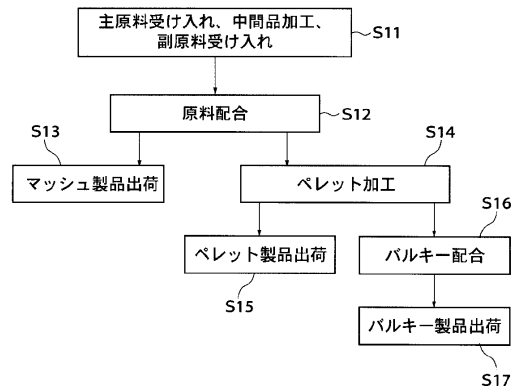 主原料受け入れ、中間品加工、
副原料受け入れ
S11
原料配合
S12
S13
マッシュ製品出荷
S14
ペレット加工
S16
ペレット製品出荷
バルキー配合
S15
バルキー製品出荷
S17